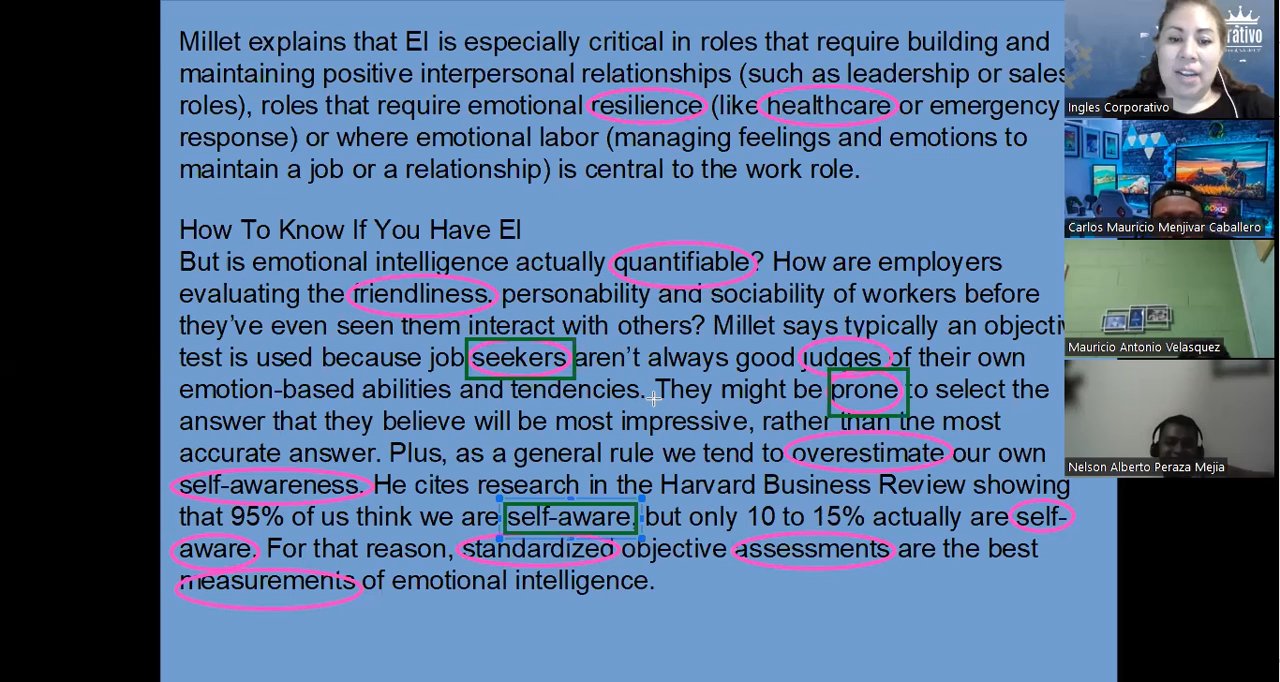 Millet explains that EI is especially critical in roles that require building and
maintaining positive interpersonal relationships (such as leadership or sales
roles), roles that require emotional resilience (like healthcare or emergency
response) or where emotional labor (managing feelings and emotions to
maintain a job or a relationship) is central to the work role.
How To Know If You Have EI
But is emotional intelligence actually quantifiable? How are employers
evaluating the friendliness, personability and sociability of workers before
they've even seen them interact with others? Millet says typically an objectiv
test is used because job seekers aren't always good judges of their own
emotion-based abilities and tendencies. They might be prone to select the
answer that they believe will be most impressive, rather than the most
accurate answer. Plus, as a general rule we tend to overestimate our own
self-awareness. He cites research in the Harvard Business Review showing
that 95% of us think we are self-aware, but only 10 to 15% actually are self-
aware. For that reason, standardized objective assessments are the best
measurements of emotional intelligence.
rativo
Ingles Corporativo
Carlos Mauricio Menjivar Caballero
Mauricio Antonio Velasquez
Nelson Alberto Peraza Mejia